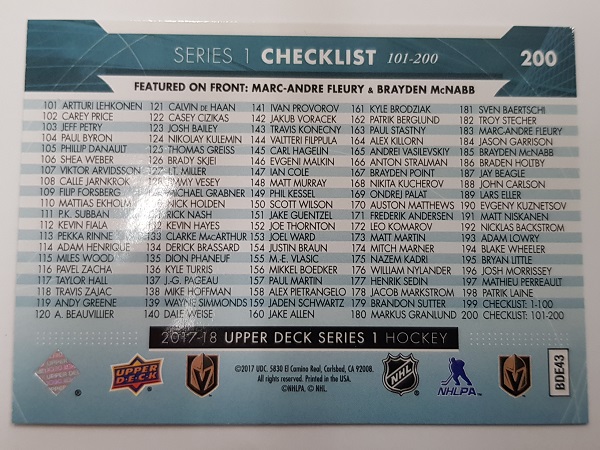 SERIES 1 CHECKLIST 101-200
200
FEATURED ON FRONT: MARC-ANDRE FLEURY & BRAYDEN McNABB
101 ARTTURI LEHKONEN
102 CAREY PRICE
103 JEFF PETRY
104 PAUL BYRON
105 PHILLIP DANAULT
106 SHEA WEBER
107 VIKTOR ARVIDSSON
108 CALLE JARNKROK
109 FILIP FORSBERG
110 MATTIAS EKHOLM
111 P.K. SUBBAN
112 KEVIN FIALA
113 PEKKA RINNE
114 ADAM HENRIQUE
115 MILES WOOD
116 PAVEL ZACHA
117 TAYLOR HALL
118 TRAVIS ZAJAC
119 ANDY GREENE
120 A. BEAUVILLIER
121 CALVIN DE HAAN
122 CASEY CIZIKAS
123 JOSH BAILEY
124 NIKOLAY KULEMIN
125 THOMAS GREISS
126 BRADY SKJEI
127 J.T. MILLER
JIMMY VESEY
MICHAEL GRABNER
NICK HOLDEN
RICK NASH
132 KEVIN HAYES
133 CLARKE MACARTHUR
134 DERICK BRASSARD
135 DION PHANEUF
136 KYLE TURRIS
137 J.-G. PAGEAU
138 MIKE HOFFMAN
139 WAYNE SIMMONDS
140 DALE WEISE
141 IVAN PROVOROV
142 JAKUB VORACEK
143 TRAVIS KONECNY
144 VALTTERI FILPPULA
145 CARL HAGELIN
146 EVGENI MALKIN
147 IAN COLE
148 MATT MURRAY
149 PHIL KESSEL
150 SCOTT WILSON
151 JAKE GUENTZEL
152 JOE THORNTON
153 JOEL WARD
154 JUSTIN BRAUN
155 M.-E. VLASIC
156 MIKKEL BOEDKER
157 PAUL MARTIN
158 ALEX PIETRANGELO
159 JADEN SCHWARTZ
160 JAKE ALLEN
161 KYLE BRODZIAK
162 PATRIK BERGLUND
163 PAUL STASTNY
164 ALEX KILLORN
165 ANDREI VASILEVSKIY
166 ANTON STRALMAN
167 BRAYDEN POINT
168 NIKITA KUCHEROV
169 ONDREJ PALAT
170 AUSTON MATTHEWS
171 FREDERIK ANDERSEN
172 LEO KOMAROV
173 MATT MARTIN
174 MITCH MARNER
175 NAZEM KADRI
176 WILLIAM NYLANDER
177 HENRIK SEDIN
178 JACOB MARKSTROM
179 BRANDON SUTTER
180 MARKUS GRANLUND
181 SVEN BAERTSCHI
182 TROY STECHER
183 MARC-ANDRE FLEURY
184 JASON GARRISON
185 BRAYDEN McNABB
186 BRADEN HOLTBY
187 JAY BEAGLE
188 JOHN CARLSON
189 LARS ELLER
190 EVGENY KUZNETSOV
191 MATT NISKANEN
192 NICKLAS BACKSTROM
193 ADAM LOWRY
194 BLAKE WHEELER
195 BRYAN LITTLE
196 JOSH MORRISSEY
197 MATHIEU PERREAULT
198 PATRIK LAINE
199 CHECKLIST: 1-100
200 CHECKLIST: 101-200
2017-18 UPPER DECK SERIES 1 HOCKEY
UPPER DECK
©2017 UDC. 5830 El Camino Real, Carlsbad, CA 92008.
All rights reserved. Printed in the USA.
©NHLPA. © NHL.
NHL
NHLPA
BDE43